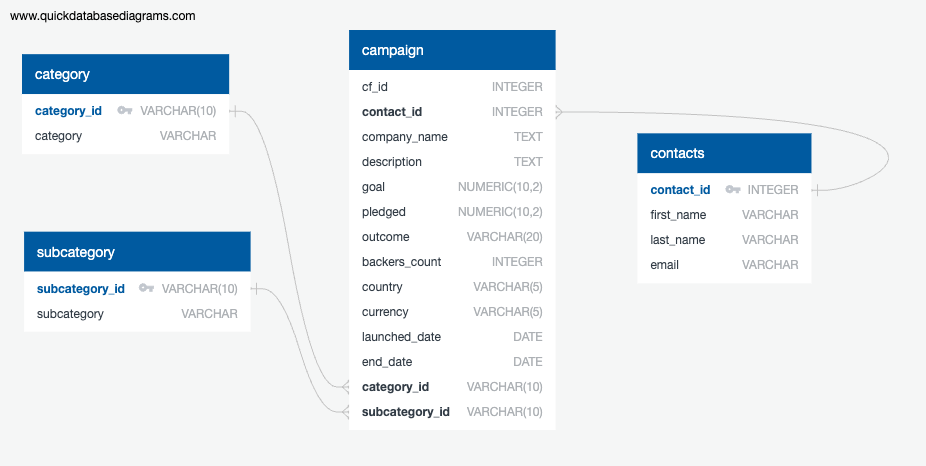 www.quickdatabasediagrams.com
category
category_id VARCHAR(10)
category VARCHAR
subcategory
subcategory_id VARCHAR(10)
subcategory VARCHAR
campaign
cf_id INTEGER
contact_id INTEGER
company_name TEXT
description TEXT
goal NUMERIC(10,2)
pledged NUMERIC(10,2)
outcome VARCHAR(20)
backers_count INTEGER
country VARCHAR(5)
currency VARCHAR(5)
launched_date DATE
end_date DATE
category_id VARCHAR(10)
subcategory_id VARCHAR(10)
contacts
contact_id INTEGER
first_name VARCHAR
last_name VARCHAR
email VARCHAR